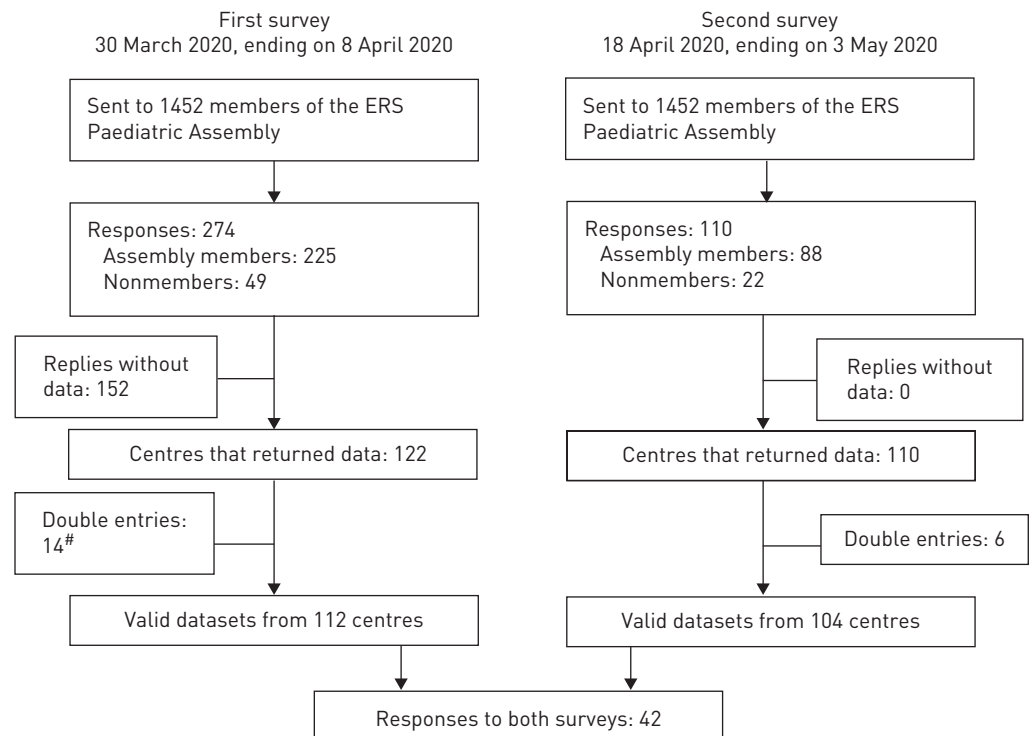 First survey
30 March 2020, ending on 8 April 2020
Sent to 1452 members of the ERS
Paediatric Assembly
Responses: 274
Assembly members: 225
Nonmembers: 49
Replies without
data: 152
Centres that returned data: 122
Double entries:
14#
Valid datasets from 112 centres
Second survey
18 April 2020, ending on 3 May 2020
Sent to 1452 members of the ERS
Paediatric Assembly
Responses: 110
Assembly members: 88
Nonmembers: 22
Replies without
data: 0
Centres that returned data: 110
Double entries: 6
Valid datasets from 104 centres
Responses to both surveys: 42